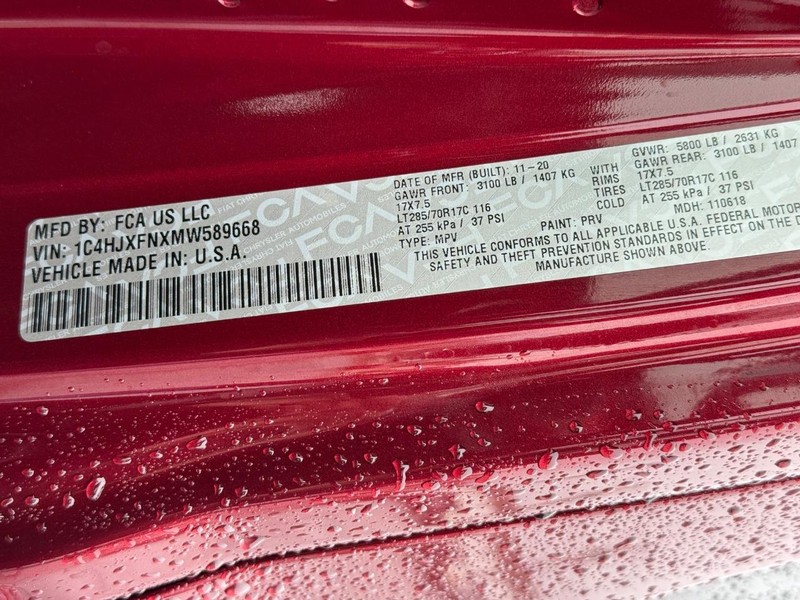 MFD BY: FCA US LLC
VIN: 1C4HJXFNXMW589668
VEHICLE MADE IN: U.S.A.
DATE OF MFR (BUILT): 11-20
GAWR FRONT: 3100 LB / 1407 KG WITH
17X7.5 RIMS
LT285/70R17C 116 TIRES
AT 255 kPa / 37 PSI COLD
TYPE: MPV PAINT: PRV
GVWR: 5800 LB / 2631 KG
GAWR REAR: 3100 LB / 1407
17X7.5
LT285/70R17C 116
AT 255 kPa / 37 PSI
MDH: 110618
THIS VEHICLE CONFORMS TO ALL APPLICABLE U.S.A. FEDERAL MOTOR
SAFETY AND THEFT PREVENTION STANDARDS IN EFFECT ON THE D
MANUFACTURE SHOWN ABOVE.